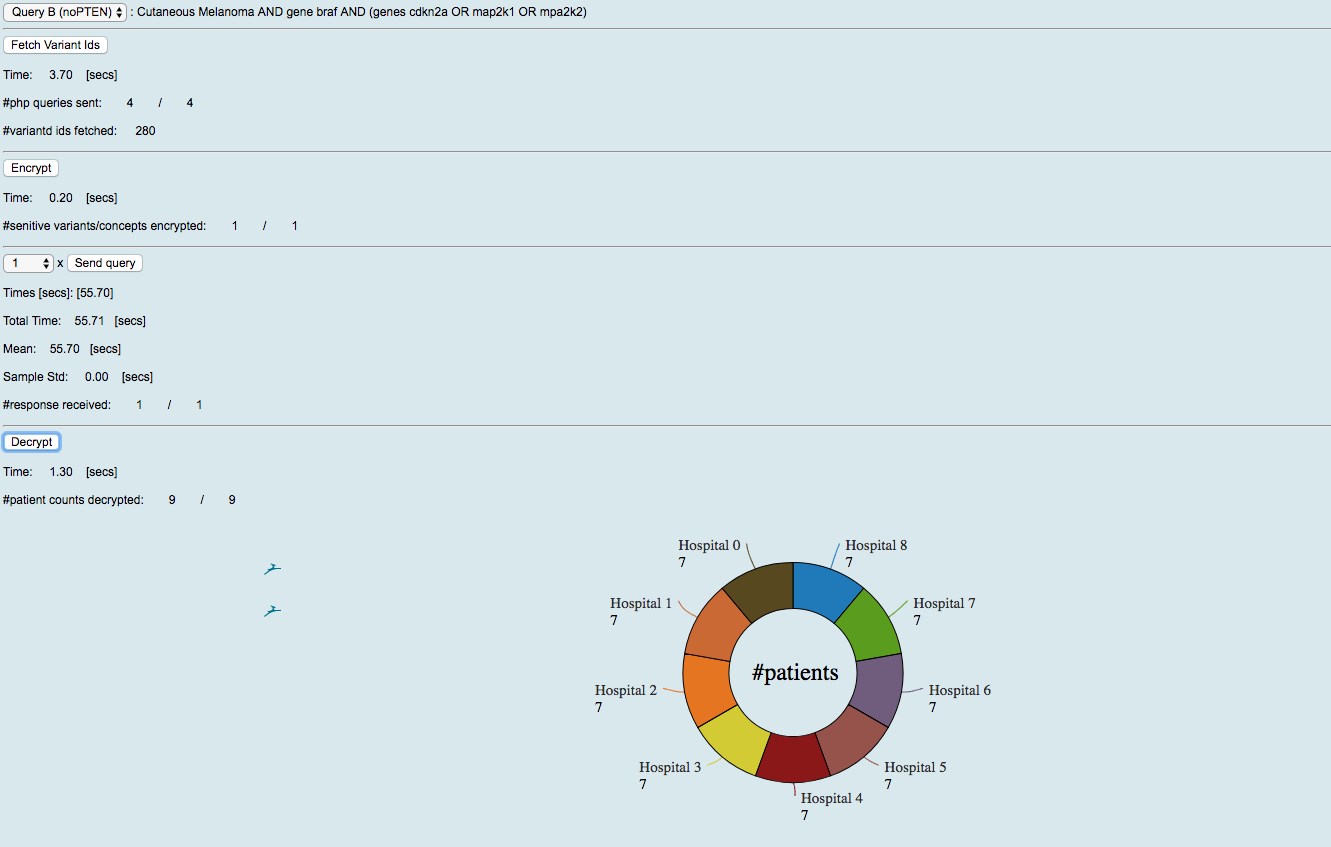 Query B (noPTEN) : Cutaneous Melanoma AND gene braf AND (genes cdkn2a OR map2k1 OR mpa2k2)
Fetch Variant Ids
Time: 3.70 [secs]
#php queries sent: 4 / 4
#variantd ids fetched: 280
Encrypt
Time: 0.20 [secs]
#senitive variants/concepts encrypted: 1 / 1
1 x Send query
Times [secs]: [55.70]
Total Time: 55.71 [secs]
Mean: 55.70 [secs]
Sample Std: 0.00 [secs]
#response received: 1 / 1
Decrypt
Time: 1.30 [secs]
#patient counts decrypted: 9 / 9
Hospital 0
7
Hospital 8
7
Hospital 1
7
Hospital 7
7
#patients
Hospital 2
7
Hospital 6
7
Hospital 3
7
Hospital 5
7
Hospital 4
7